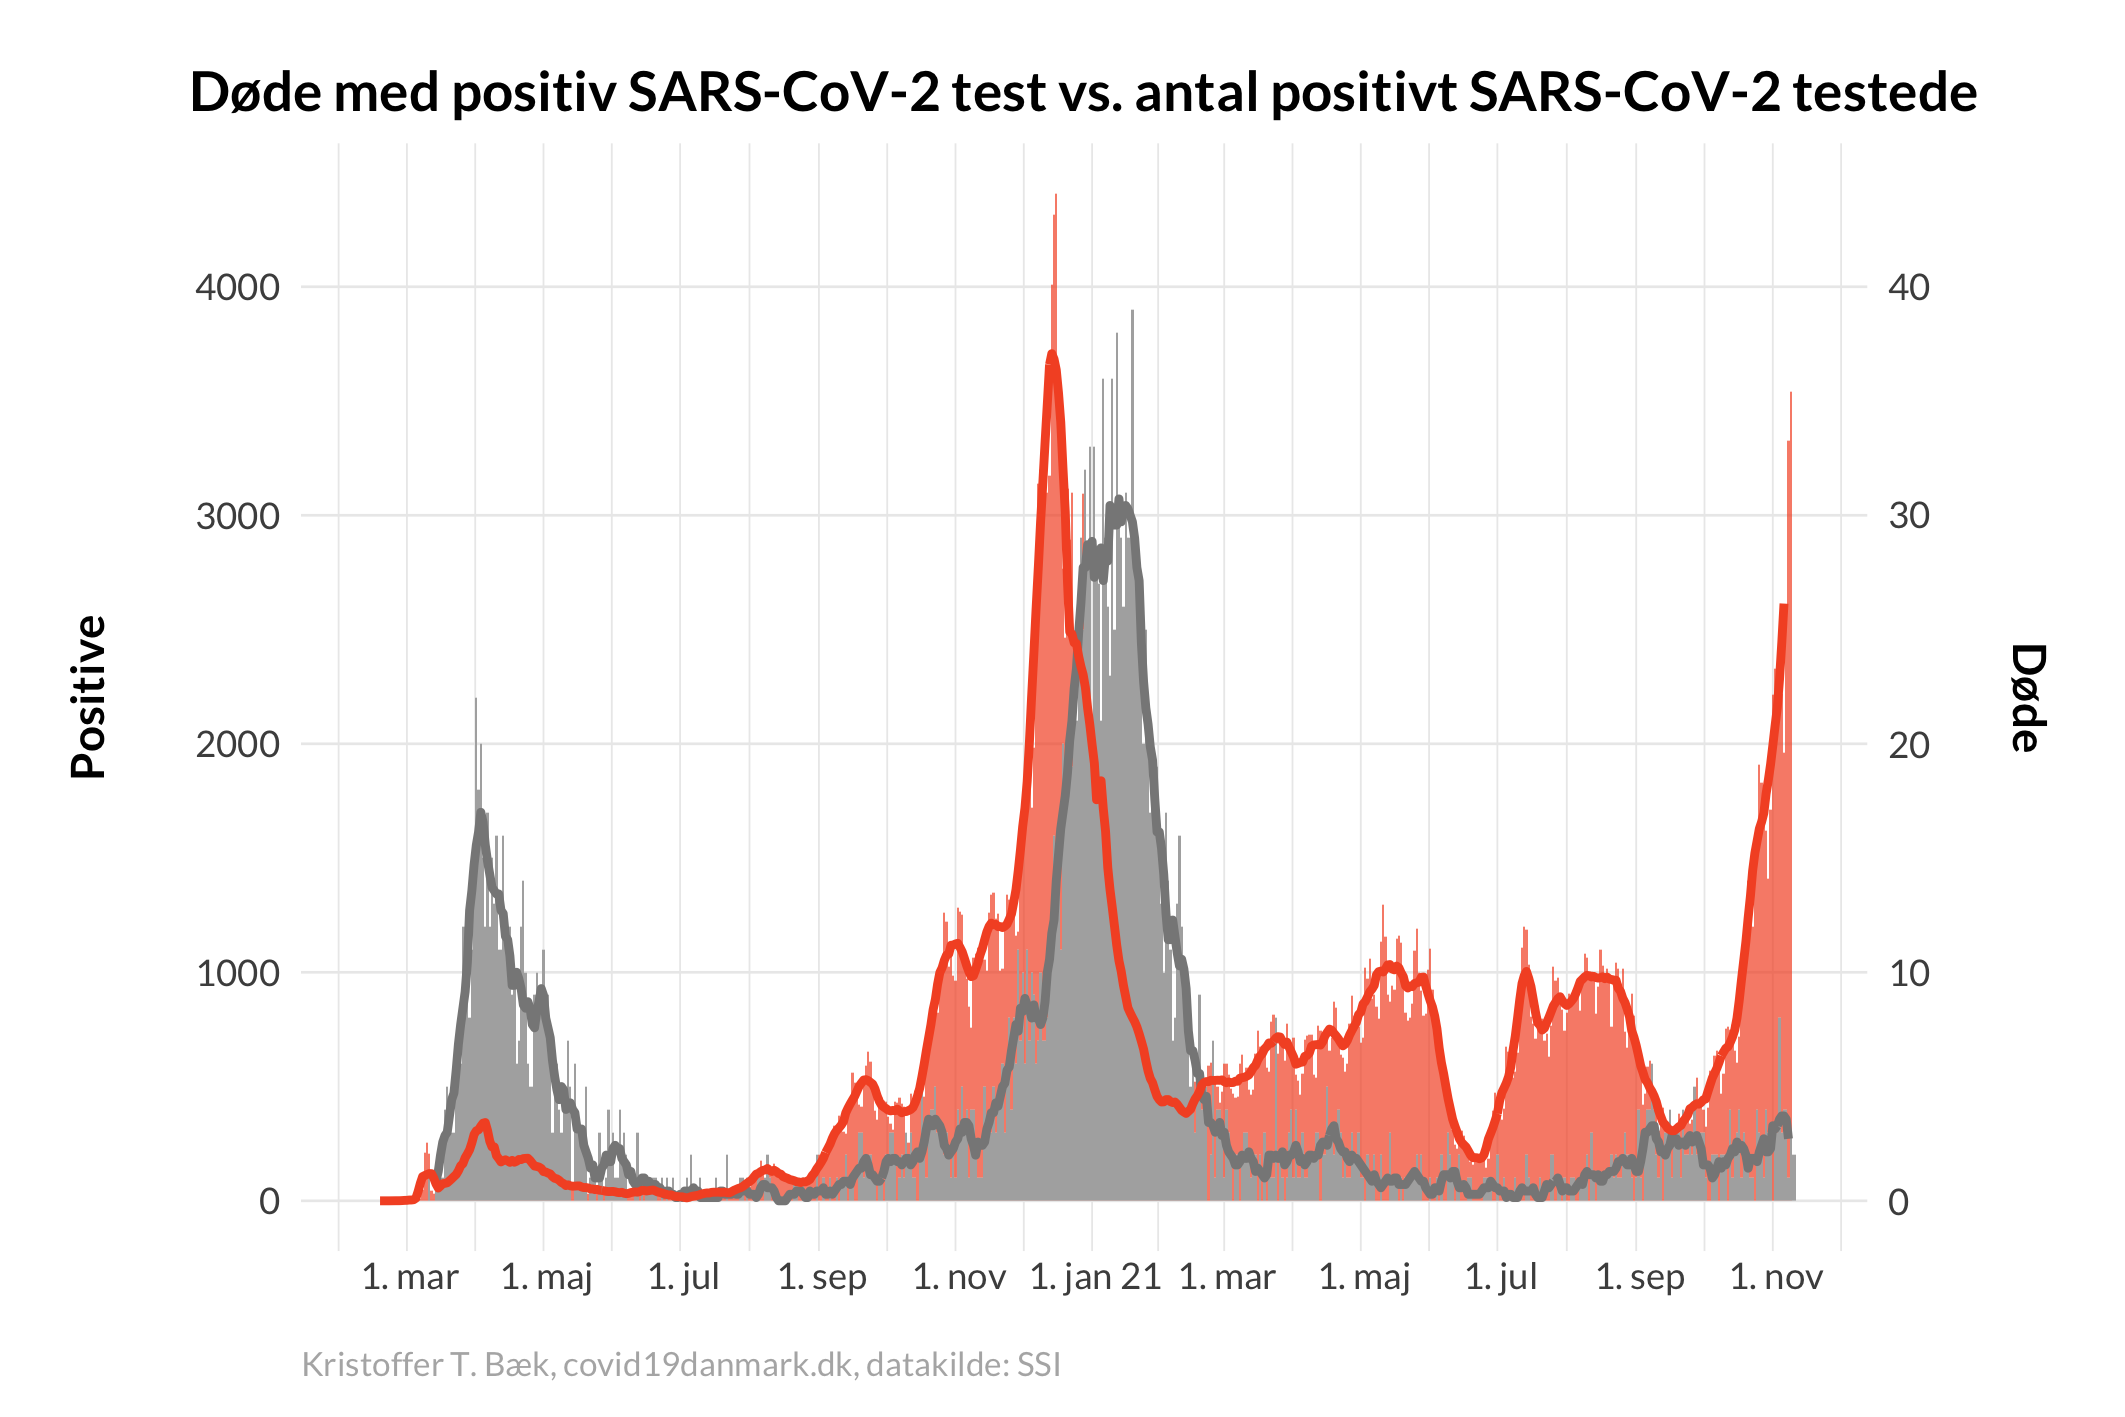 Døde med positiv SARS-CoV-2 test vs. antal positivt SARS-CoV-2 testede
Positive
4000
3000
2000
1000
0
40
30
20
10
0
Døde
1. mar
1. maj
1. jul
1. sep
1. nov
1. jan 21
1. mar
1. maj
1. jul
1. sep
1. nov
Kristoffer T. Bæk, covid19danmark.dk, datakilde: SSI